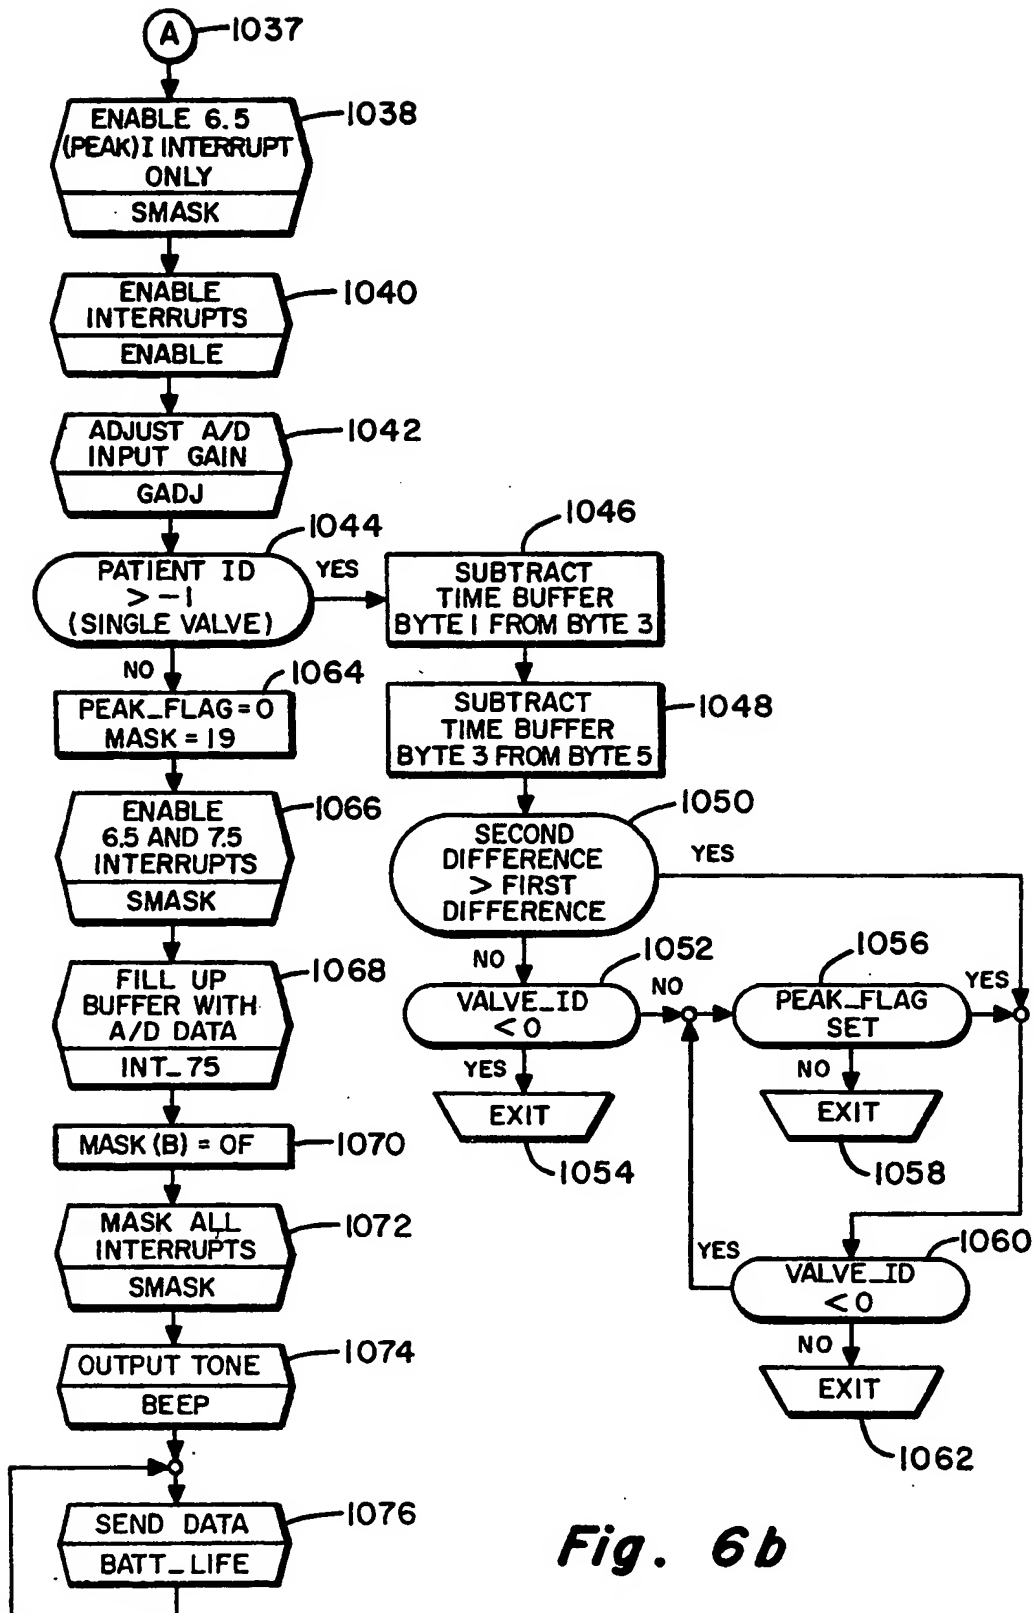 A
1037
ENABLE 6.5
(PEAK)I INTERRUPT
ONLY
SMASK
1038
ENABLE
INTERRUPTS
ENABLE
1040
ADJUST A/D
INPUT GAIN
GADJ
1042
1044
PATIENT ID
> -1
(SINGLE VALVE)
YES
NO
1046
SUBTRACT
TIME BUFFER
BYTE 1 FROM BYTE 3
SUBTRACT
TIME BUFFER
BYTE 3 FROM BYTE 5
1048
1050
SECOND
DIFFERENCE
> FIRST
DIFFERENCE
YES
NO
1052
VALVE_ID
< 0
NO
YES
EXIT
1054
1056
PEAK_FLAG
SET
YES
NO
EXIT
1058
1060
VALVE_ID
< 0
YES
NO
EXIT
1062
1064
PEAK_FLAG = 0
MASK = 19
1066
ENABLE
6.5 AND 7.5
INTERRUPTS
SMASK
1068
FILL UP
BUFFER WITH
A/D DATA
INT_75
MASK (B) = OF
1070
MASK ALL
INTERRUPTS
SMASK
1072
OUTPUT TONE
BEEP
1074
SEND DATA
BATT_LIFE
1076
Fig. 6b